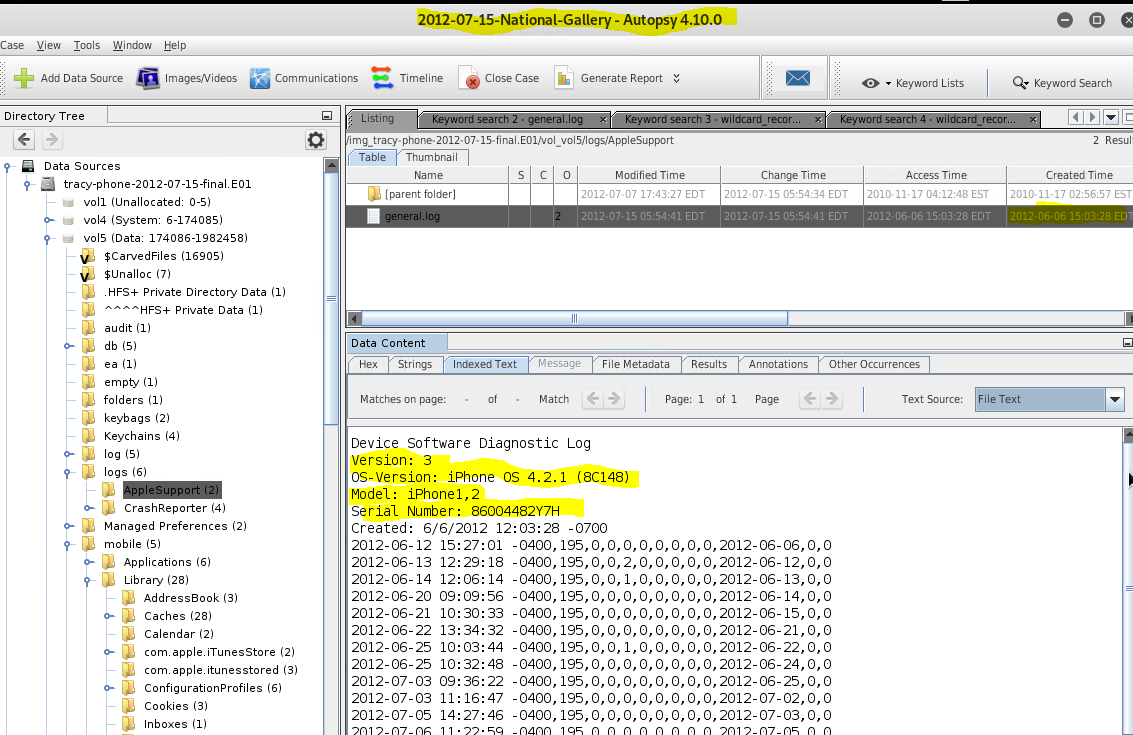 2012-07-15-National-Gallery - Autopsy 4.10.0
Case View Tools Window Help
Add Data Source Images/Videos Communications Timeline Close Case Generate Report Keyword Lists Keyword Search
Directory Tree
Data Sources
tracy-phone-2012-07-15-final.E01
vol1 (Unallocated: 0-5)
vol4 (System: 6-174085)
vol5 (Data: 174086-1982458)
$CarvedFiles (16905)
$Unalloc (7)
.HFS+ Private Directory Data (1)
^^^^HFS+ Private Data (1)
audit (1)
db (5)
ea (1)
empty (1)
folders (1)
keybags (2)
Keychains (4)
log (5)
logs (6)
AppleSupport (2)
CrashReporter (4)
Managed Preferences (2)
mobile (5)
Applications (6)
Library (28)
AddressBook (3)
Caches (28)
Calendar (2)
com.apple.iTunesStore (2)
com.apple.itunesstored (3)
ConfigurationProfiles (6)
Cookies (3)
Inboxes (1)
Listing Keyword search 2 - general.log × Keyword search 3 - wildcard_recor... × Keyword search 4 - wildcard_recor... ×
/img_tracy-phone-2012-07-15-final.E01/vol_vol5/logs/AppleSupport 2 Resul
Table Thumbnail
Name S C O Modified Time Change Time Access Time Created Time
[parent folder] 2012-07-07 17:43:27 EDT 2012-07-15 05:54:34 EDT 2010-11-17 04:12:48 EST 2010-11-17 02:56:57 EST
general.log 2 2012-07-15 05:54:41 EDT 2012-07-15 05:54:41 EDT 2012-06-06 15:03:28 EDT 2012-06-06 15:03:28 EDT
Data Content
Hex Strings Indexed Text Message File Metadata Results Annotations Other Occurrences
Matches on page: - of - Match Page: 1 of 1 Page Text Source: File Text
Device Software Diagnostic Log
Version: 3
OS-Version: iPhone OS 4.2.1 (8C148)
Model: iPhone1,2
Serial Number: 86004482Y7H
Created: 6/6/2012 12:03:28 -0700
2012-06-12 15:27:01 -0400,195,0,0,0,0,0,0,0,0,2012-06-06,0,0
2012-06-13 12:29:18 -0400,195,0,0,2,0,0,0,0,0,2012-06-12,0,0
2012-06-14 12:06:14 -0400,195,0,0,1,0,0,0,0,0,2012-06-13,0,0
2012-06-20 09:09:56 -0400,195,0,0,0,0,0,0,0,0,2012-06-14,0,0
2012-06-21 10:30:33 -0400,195,0,0,0,0,0,0,0,0,2012-06-15,0,0
2012-06-22 13:34:32 -0400,195,0,0,0,0,0,0,0,0,2012-06-21,0,0
2012-06-25 10:03:44 -0400,195,0,0,1,0,0,0,0,0,2012-06-22,0,0
2012-06-25 10:32:48 -0400,195,0,0,0,0,0,0,0,0,2012-06-24,0,0
2012-07-03 09:36:22 -0400,195,0,0,0,0,0,0,0,0,2012-06-25,0,0
2012-07-03 11:16:47 -0400,195,0,0,0,0,0,0,0,0,2012-07-02,0,0
2012-07-05 14:27:46 -0400,195,0,0,0,0,0,0,0,0,2012-07-03,0,0
2012-07-06 11:22:59 -0400,195,0,0,0,0,0,0,0,0,2012-07-05,0,0